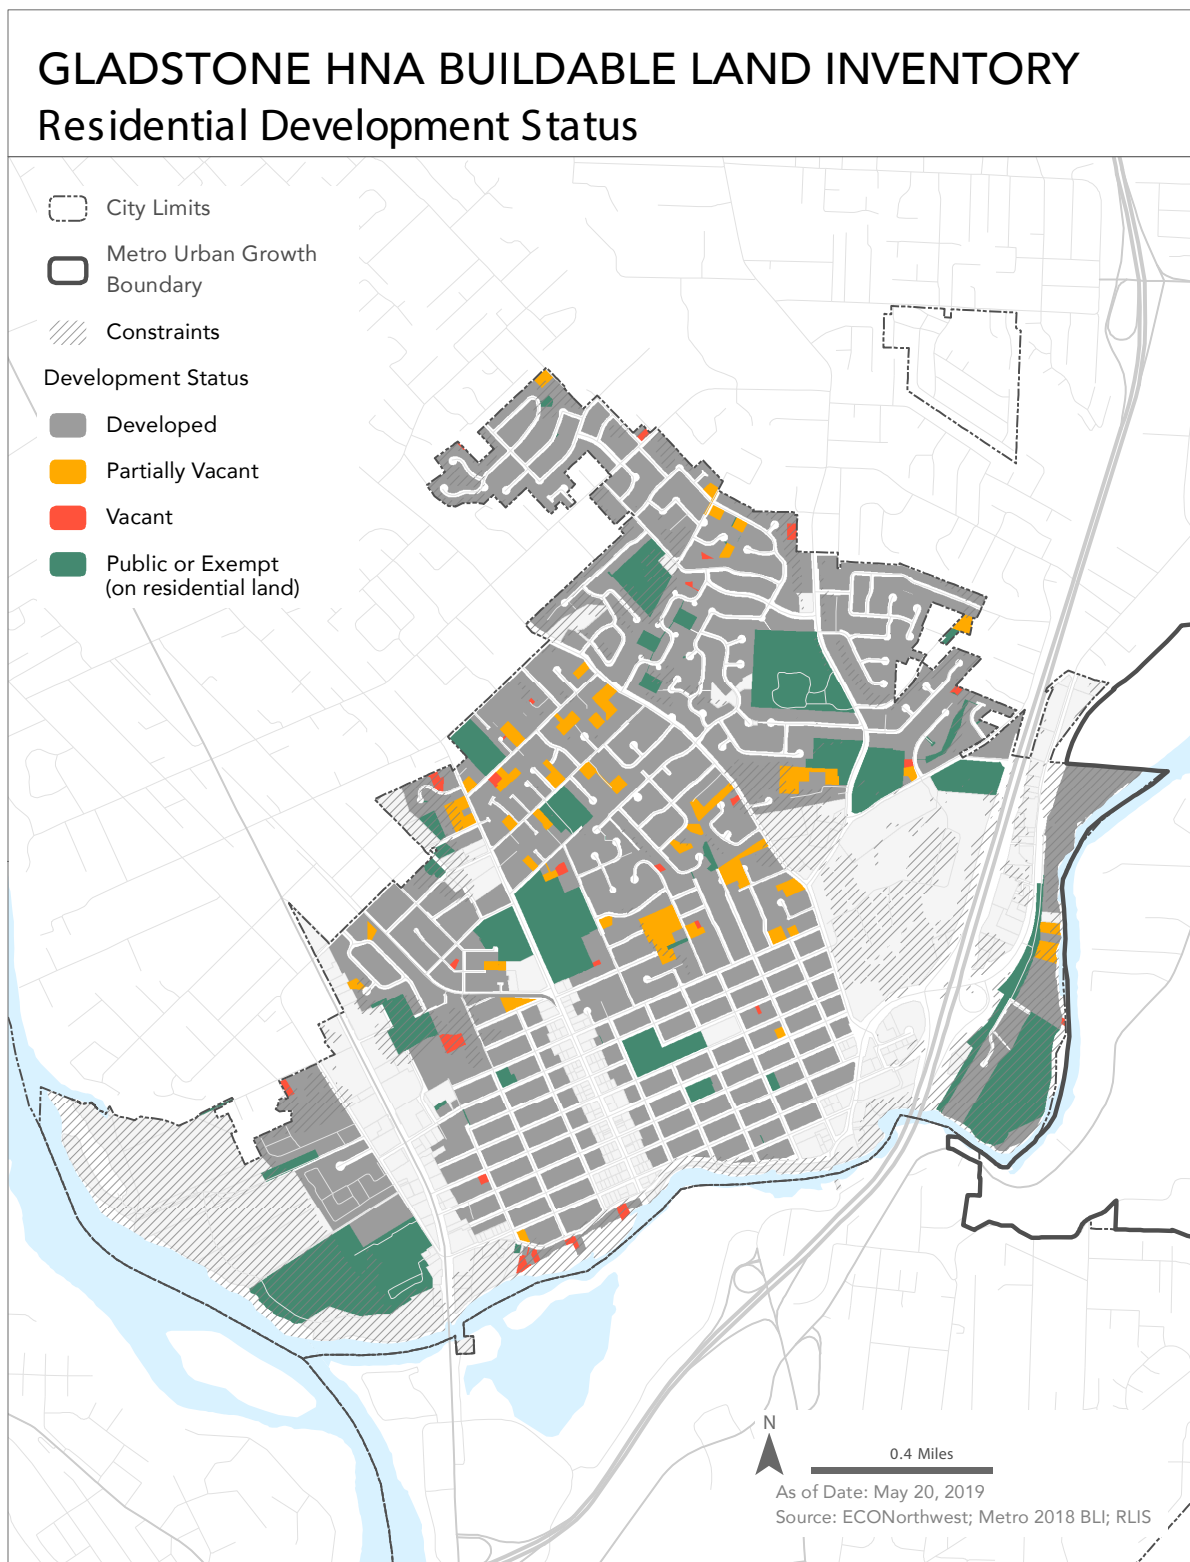 GLADSTONE HNA BUILDABLE LAND INVENTORY
Residential Development Status
City Limits
Metro Urban Growth
Boundary
Constraints
Development Status
Developed
Partially Vacant
Vacant
Public or Exempt
(on residential land)
N
0.4 Miles
As of Date: May 20, 2019
Source: ECONorthwest; Metro 2018 BLI; RLIS